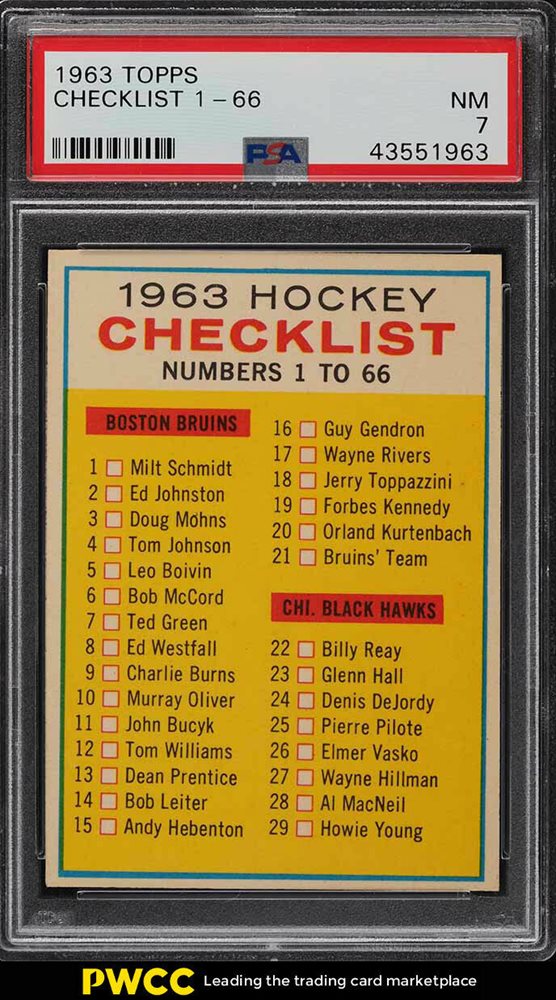 1963 TOPPS
CHECKLIST 1 – 66
NM
7
PSA
43551963
1963 HOCKEY
CHECKLIST
NUMBERS 1 TO 66
BOSTON BRUINS
1 Milt Schmidt
2 Ed Johnston
3 Doug Mohns
4 Tom Johnson
5 Leo Boivin
6 Bob McCord
7 Ted Green
8 Ed Westfall
9 Charlie Burns
10 Murray Oliver
11 John Bucyk
12 Tom Williams
13 Dean Prentice
14 Bob Leiter
15 Andy Hebenton
16 Guy Gendron
17 Wayne Rivers
18 Jerry Toppazzini
19 Forbes Kennedy
20 Orland Kurtenbach
21 Bruins' Team
CHI. BLACK HAWKS
22 Billy Reay
23 Glenn Hall
24 Denis DeJordy
25 Pierre Pilote
26 Elmer Vasko
27 Wayne Hillman
28 Al MacNeil
29 Howie Young
PWCC Leading the trading card marketplace